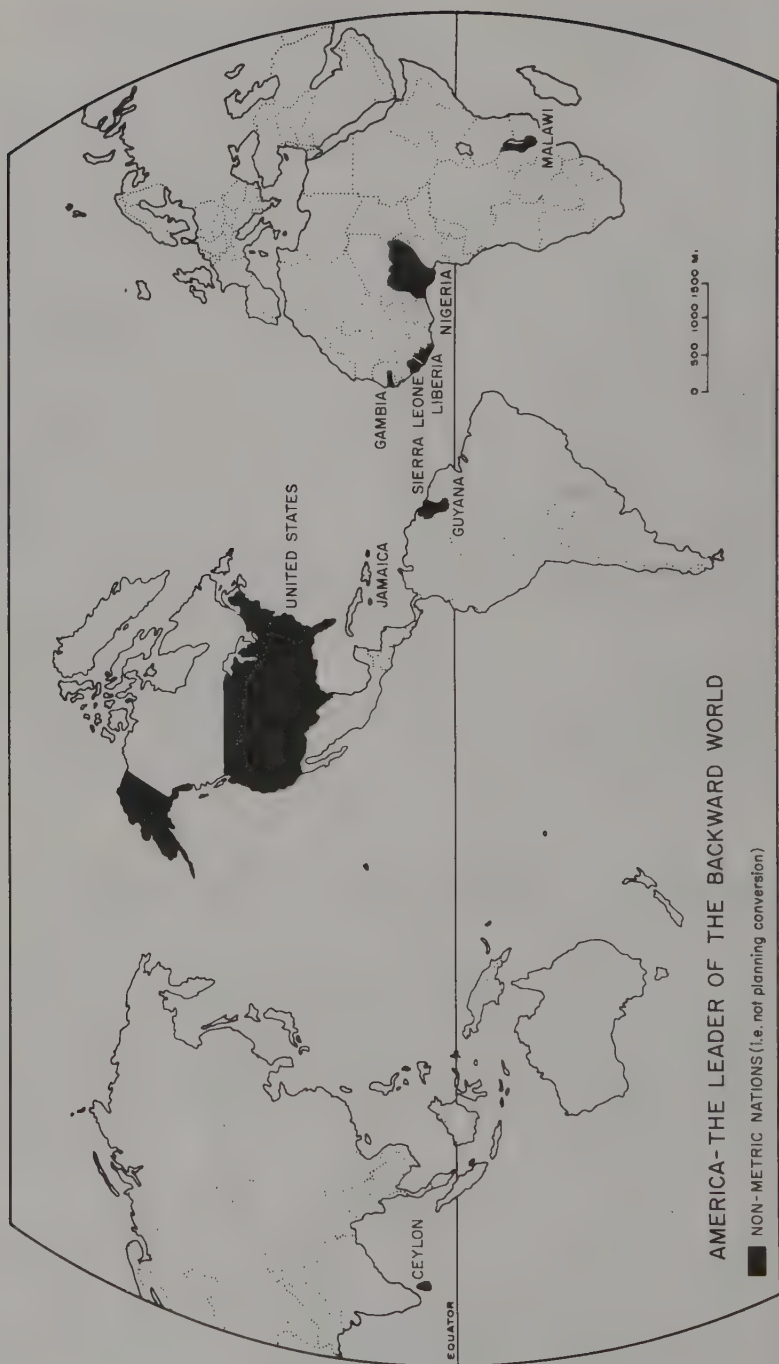 UNITED STATES
JAMAICA
GAMBIA
SIERRA LEONE
LIBERIA
NIGERIA
MALAWI
GUYANA
CEYLON
EQUATOR
0 500 1000 1500 MI.
AMERICA-THE LEADER OF THE BACKWARD WORLD
NON-METRIC NATIONS (i.e. not planning conversion)